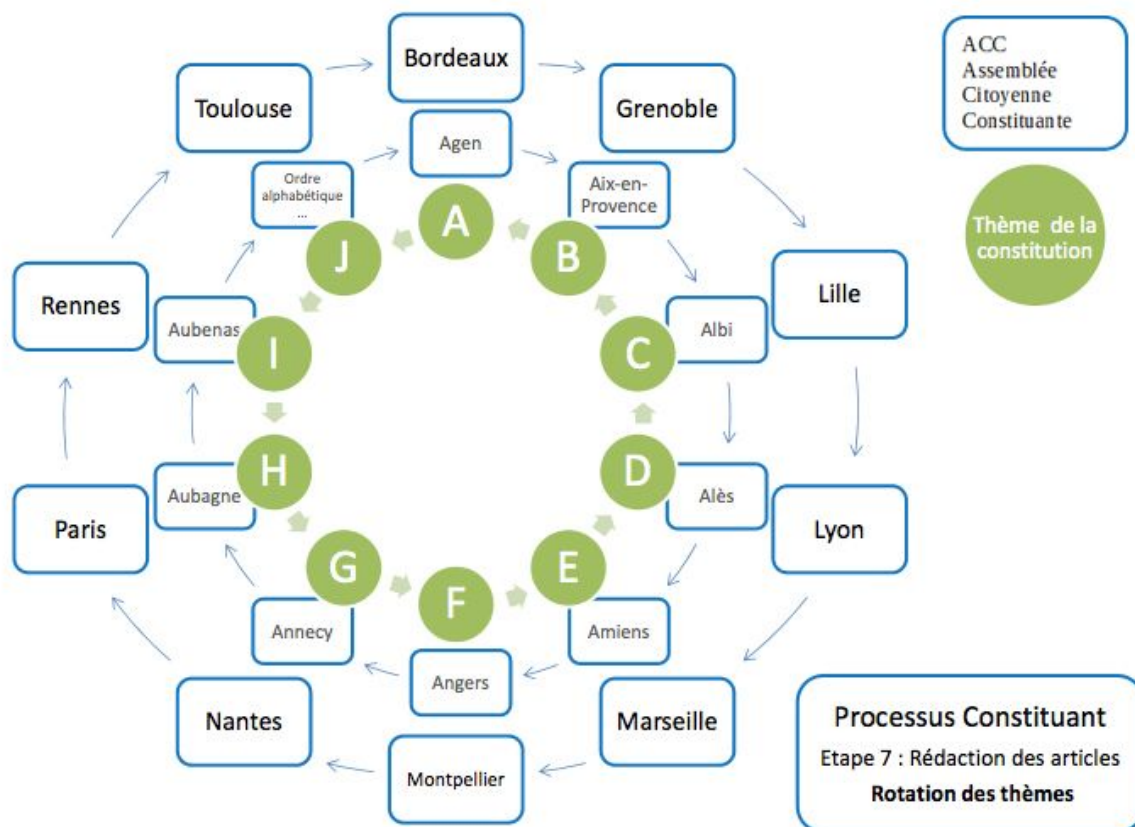 Bordeaux
Toulouse
Grenoble
Agen
Ordre
alphabétique
...
Aix-en-
Provence
A
J
B
Rennes
Lille
Aubenas
Albi
I
C
Paris
Lyon
Aubagne
Alès
H
D
G
E
F
Annecy
Amiens
Angers
Nantes
Marseille
Montpellier
ACC
Assemblée
Citoyenne
Constituante
Thème de la
constitution
Processus Constituant
Etape 7 : Rédaction des articles
Rotation des thèmes